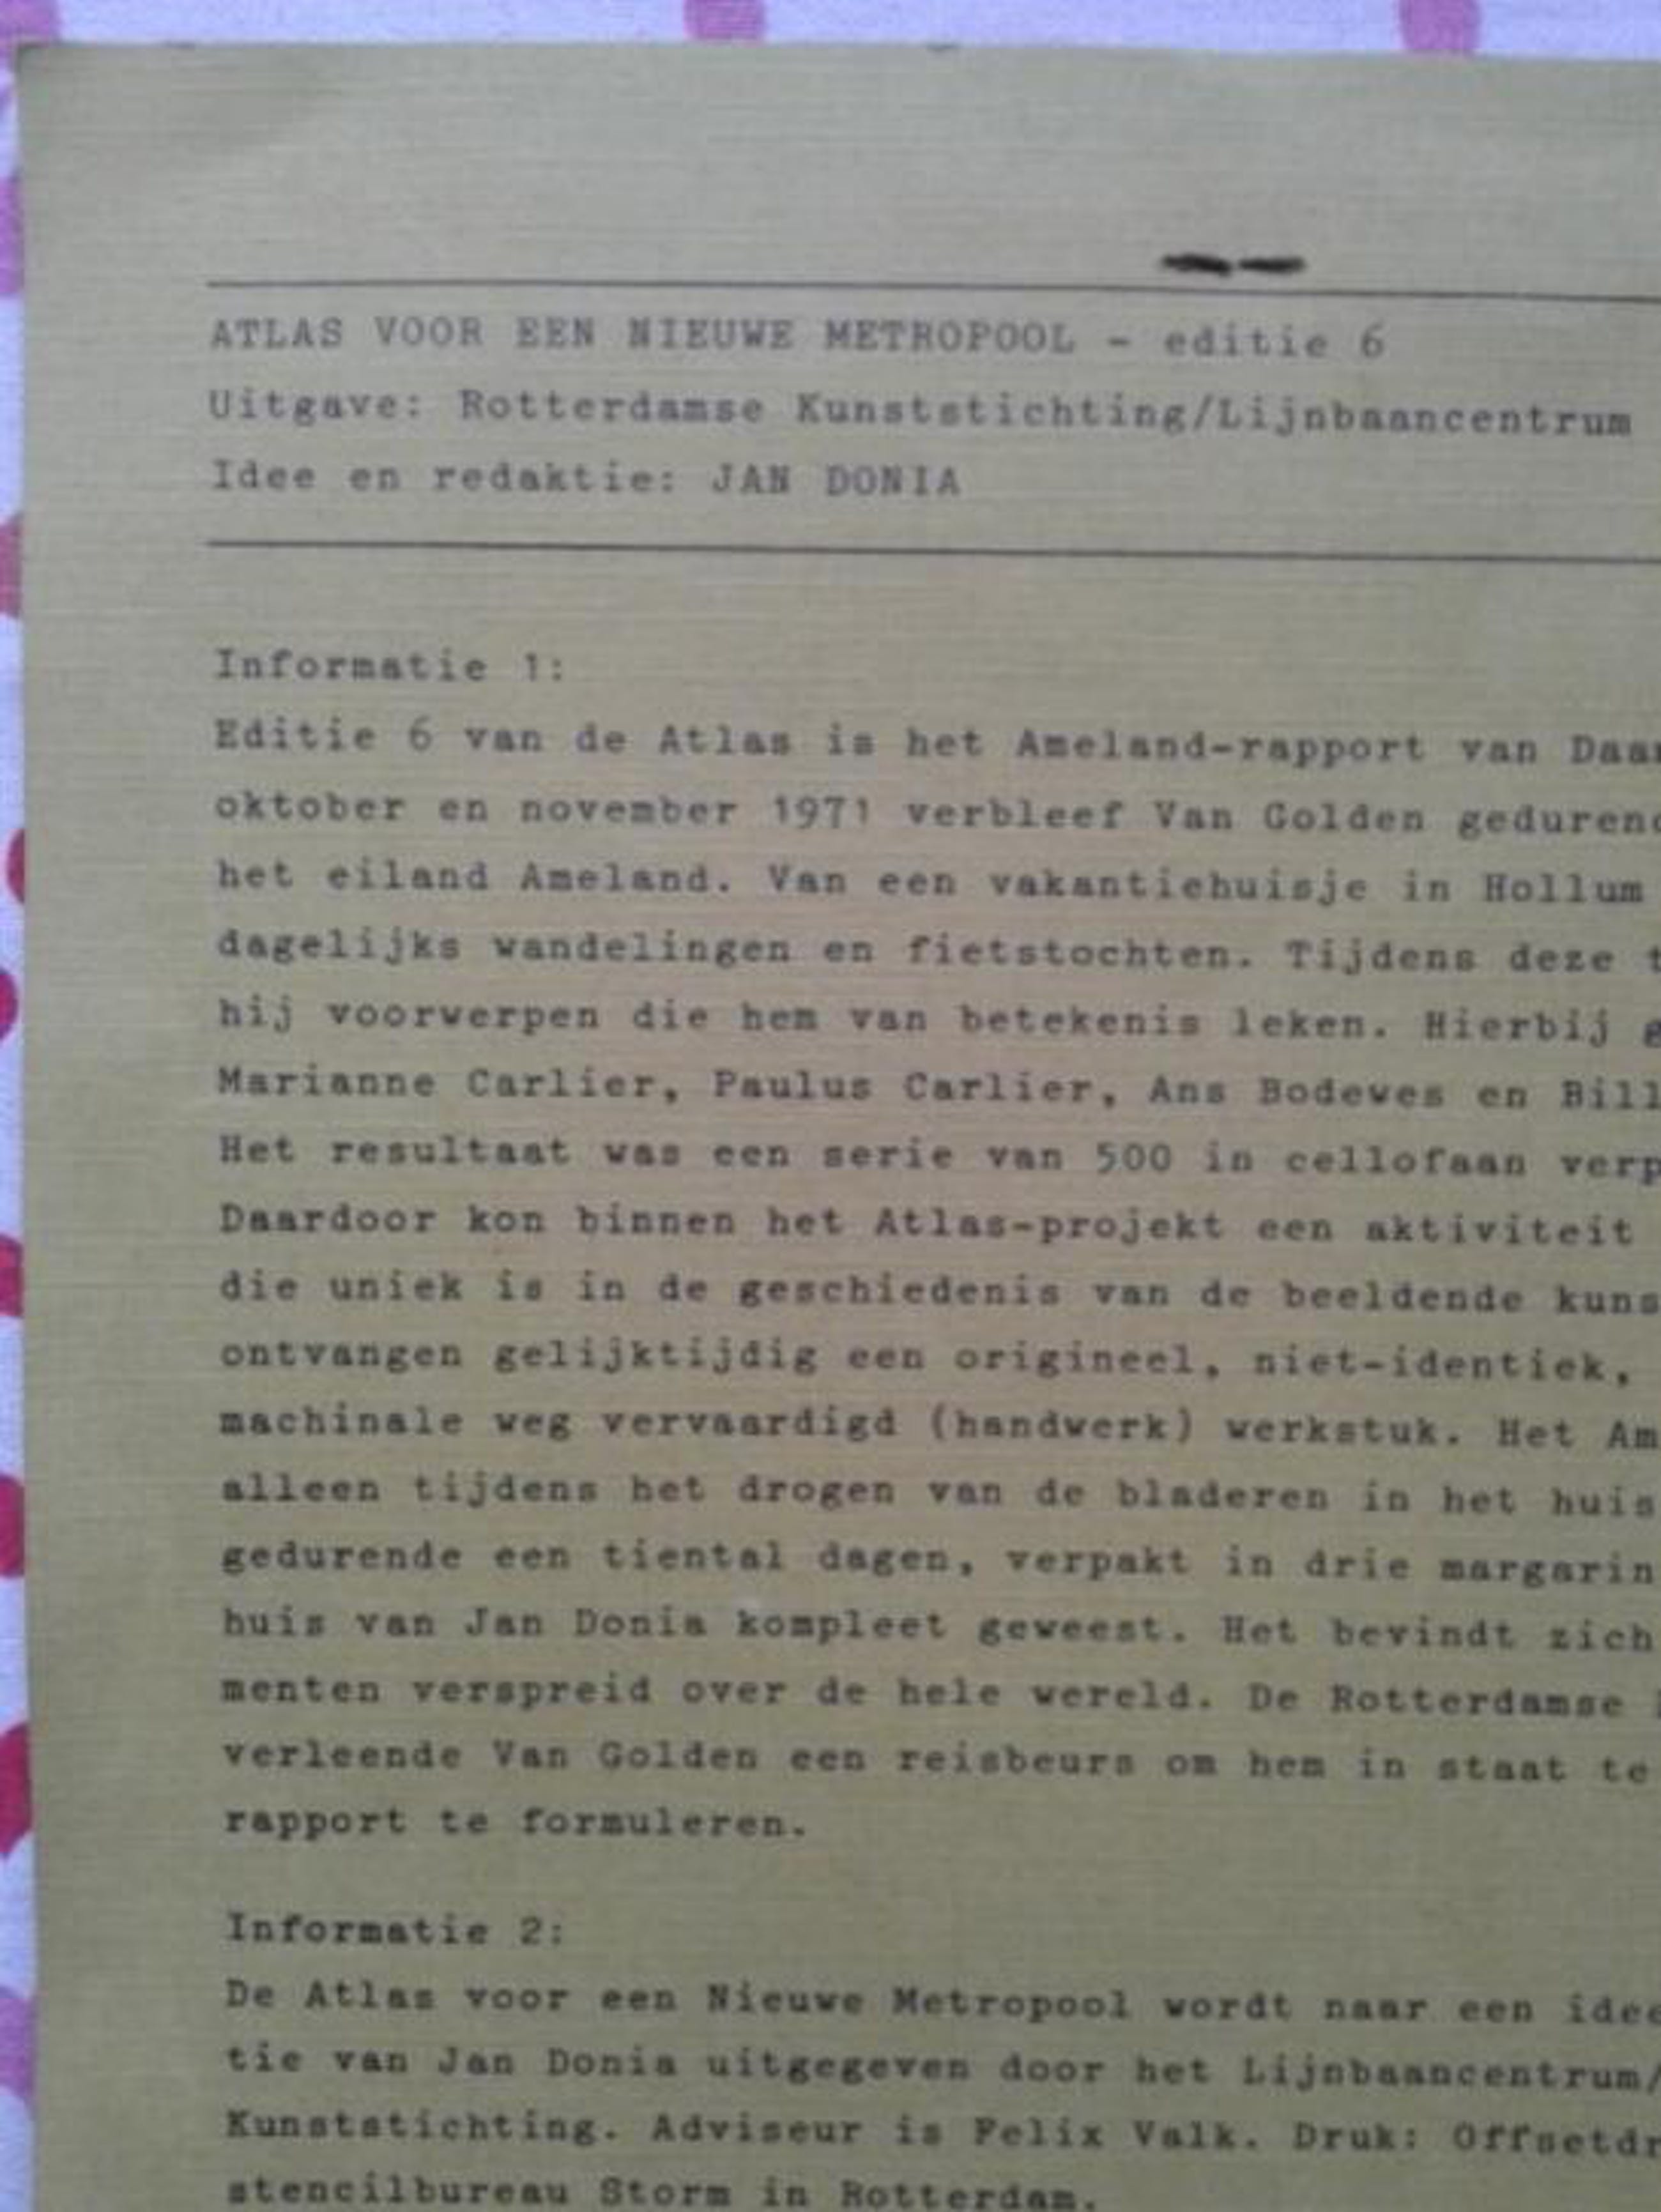 ATLAS VOOR EEN NIEUWE METROPOOL - editie 6
Uitgave: Rotterdamse Kunststichting/Lijnbaancentrum
Idee en redaktie: JAN DONIA
Informatie 1:
Editie 6 van de Atlas is het Ameland-rapport van Daan
oktober en november 1971 verbleef Van Golden gedurend
het eiland Ameland. Van een vakantiehuisje in Hollum
dagelijks wandelingen en fietstochten. Tijdens deze t
hij voorwerpen die hem van betekenis leken. Hierbij g
Marianne Carlier, Paulus Carlier, Ans Bodewes en Bill
Het resultaat was een serie van 500 in cellofaan verp
Daardoor kon binnen het Atlas-projekt een aktiviteit
die uniek is in de geschiedenis van de beeldende kuns
ontvangen gelijktijdig een origineel, niet-identiek,
machinale weg vervaardigd (handwerk) werkstuk. Het Am
alleen tijdens het drogen van de bladeren in het huis
gedurende een tiental dagen, verpakt in drie margarin
huis van Jan Donia kompleet geweest. Het bevindt zich
menten verspreid over de hele wereld. De Rotterdamse
verleende Van Golden een reisbeurs om hem in staat te
rapport te formuleren.
Informatie 2:
De Atlas voor een Nieuwe Metropool wordt naar een idee
tie van Jan Donia uitgegeven door het Lijnbaancentrum/
Kunststichting. Adviseur is Felix Valk. Druk: Offsetdr
stencilbureau Storm in Rotterdam.